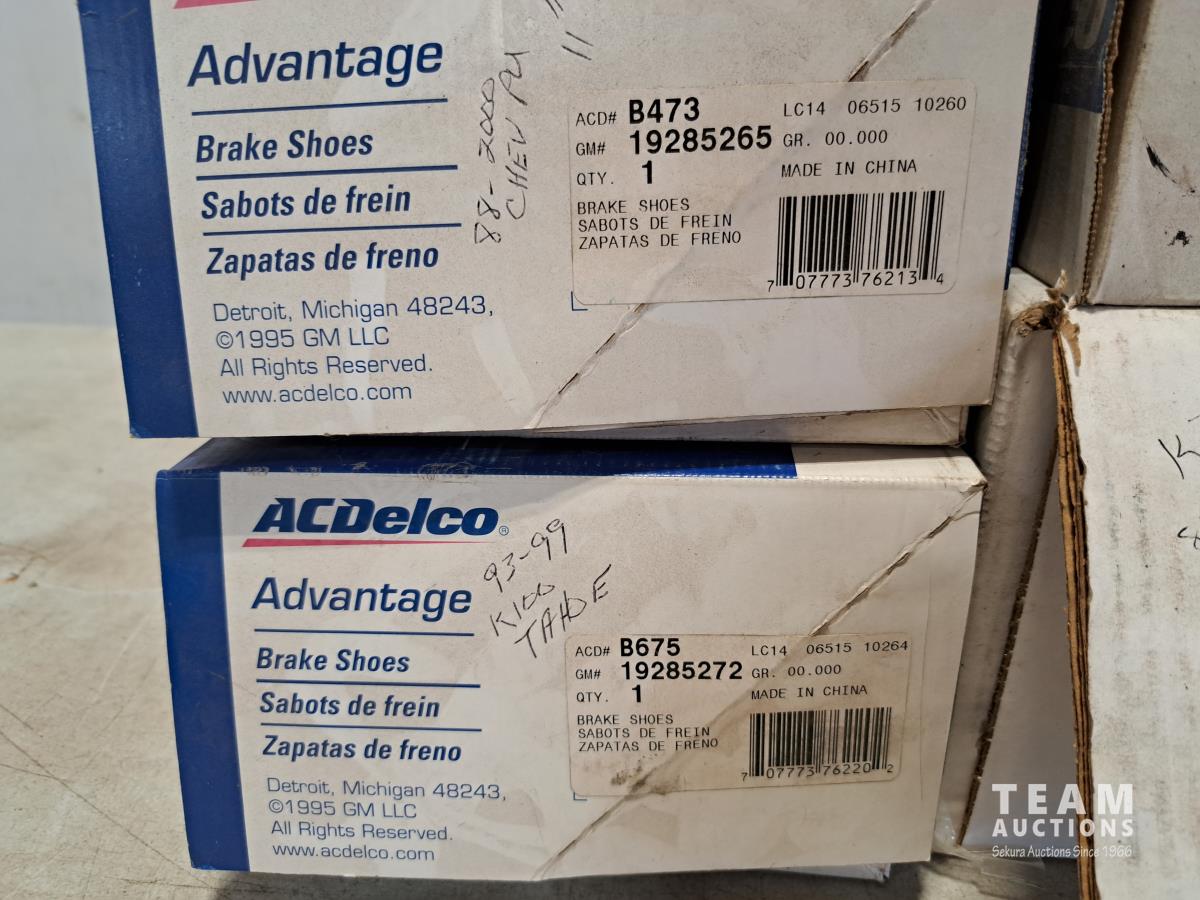 Advantage
Brake Shoes
Sabots de frein
Zapatas de freno
Detroit, Michigan 48243,
©1995 GM LLC
All Rights Reserved.
www.acdelco.com
88-2000
CHEV PU
11
ACD# B473 LC14 06515 10260
GM# 19285265 GR. 00.000
QTY. 1 MADE IN CHINA
BRAKE SHOES
SABOTS DE FREIN
ZAPATAS DE FRENO
7 07773 76213 4
ACDelco®
93-99
K100
TAHOE
Advantage
Brake Shoes
Sabots de frein
Zapatas de freno
Detroit, Michigan 48243,
©1995 GM LLC
All Rights Reserved.
www.acdelco.com
ACD# B675 LC14 06515 10264
GM# 19285272 GR. 00.000
QTY. 1 MADE IN CHINA
BRAKE SHOES
SABOTS DE FREIN
ZAPATAS DE FRENO
7 07773 76220 2
K
TEAM
AUCTIONS
Sekura Auctions Since 1966